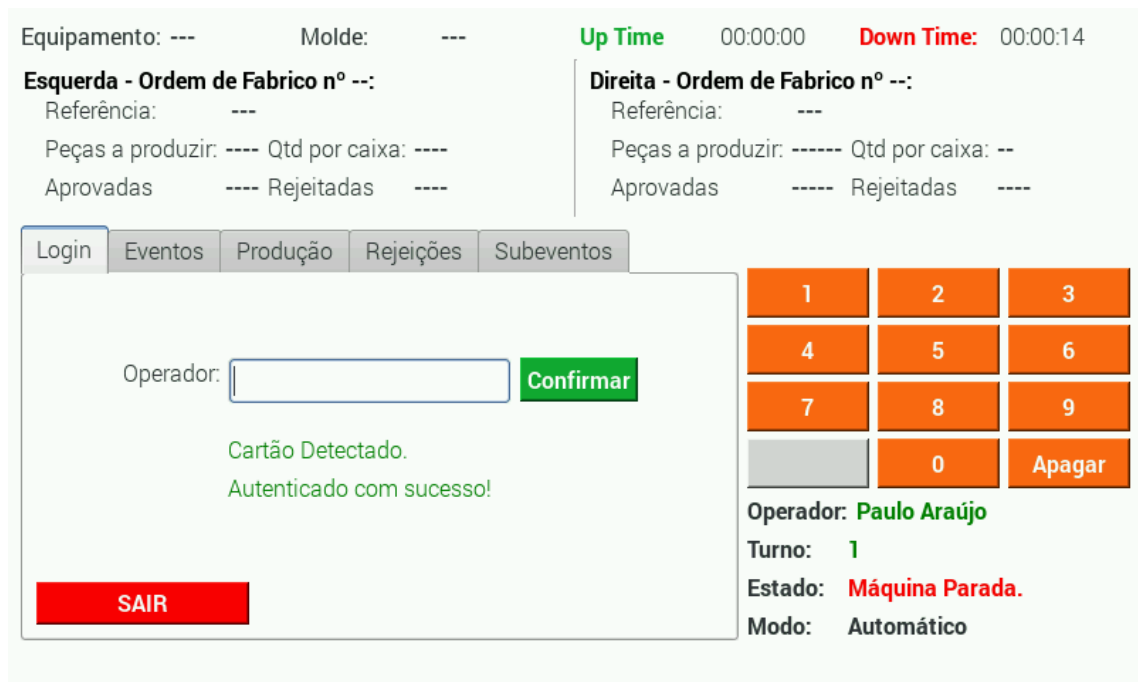 Equipamento: --- Molde: --- Up Time 00:00:00 Down Time: 00:00:14
Esquerda - Ordem de Fabrico nº --:
Referência: ---
Peças a produzir: ---- Qtd por caixa: ----
Aprovadas ---- Rejeitadas ----
Direita - Ordem de Fabrico nº --:
Referência: ---
Peças a produzir: ------ Qtd por caixa: --
Aprovadas ----- Rejeitadas ----
Login Eventos Produção Rejeições Subeventos
Operador: Confirmar
Cartão Detectado.
Autenticado com sucesso!
SAIR
1 2 3
4 5 6
7 8 9
0 Apagar
Operador: Paulo Araújo
Turno: 1
Estado: Máquina Parada.
Modo: Automático